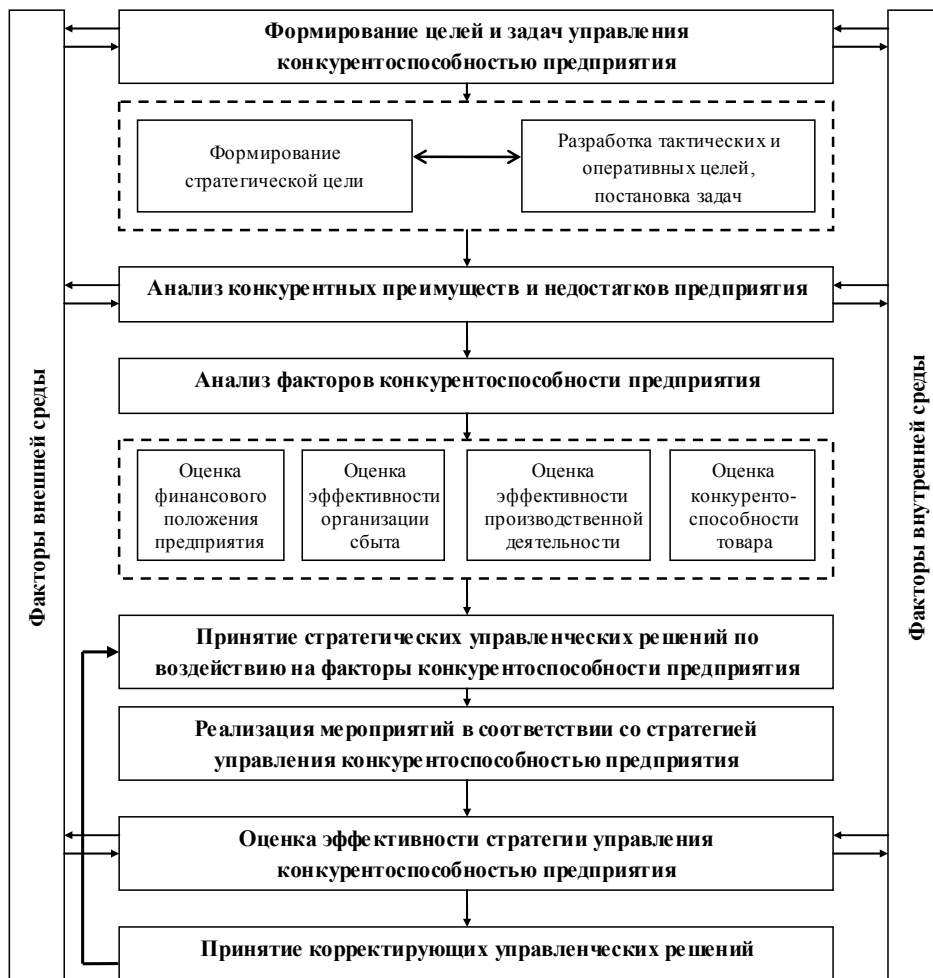 Формирование целей и задач управления
конкурентоспособностью предприятия
Формирование
стратегической цели
Разработка тактических и
оперативных целей,
постановка задач
Анализ конкурентных преимуществ и недостатков предприятия
Анализ факторов конкурентоспособности предприятия
Оценка
финансового
положения
предприятия
Оценка
эффективности
организации
сбыта
Оценка
эффективности
производственной
деятельности
Оценка
конкуренто-
способности
товара
Принятие стратегических управленческих решений по
воздействию на факторы конкурентоспособности предприятия
Реализация мероприятий в соответствии со стратегией
управления конкурентоспособностью предприятия
Оценка эффективности стратегии управления
конкурентоспособностью предприятия
Принятие корректирующих управленческих решений
Факторы внешней среды
Факторы внутренней среды